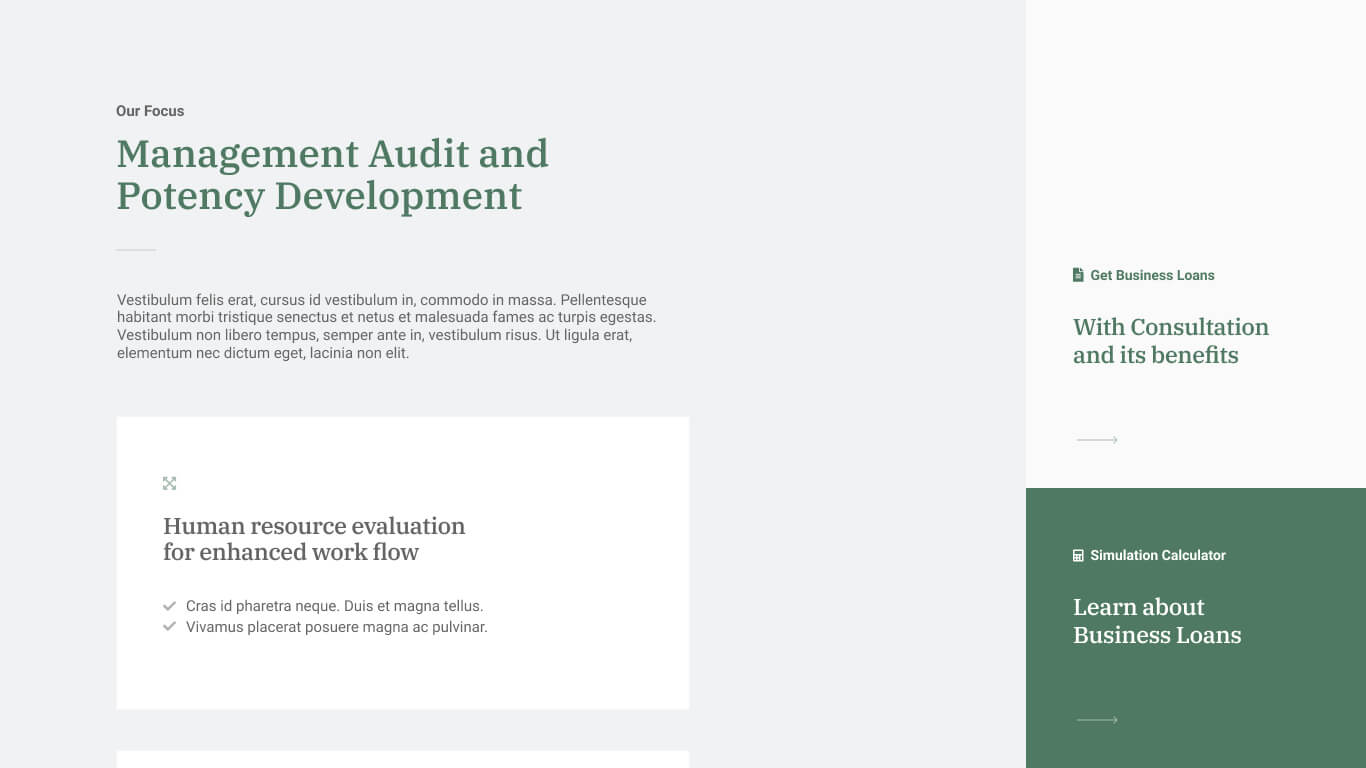 Our Focus
Management Audit and
Potency Development
Vestibulum felis erat, cursus id vestibulum in, commodo in massa. Pellentesque
habitant morbi tristique senectus et netus et malesuada fames ac turpis egestas.
Vestibulum non libero tempus, semper ante in, vestibulum risus. Ut ligula erat,
elementum nec dictum eget, lacinia non elit.
Human resource evaluation
for enhanced work flow
Cras id pharetra neque. Duis et magna tellus.
Vivamus placerat posuere magna ac pulvinar.
Get Business Loans
With Consultation
and its benefits
Simulation Calculator
Learn about
Business Loans